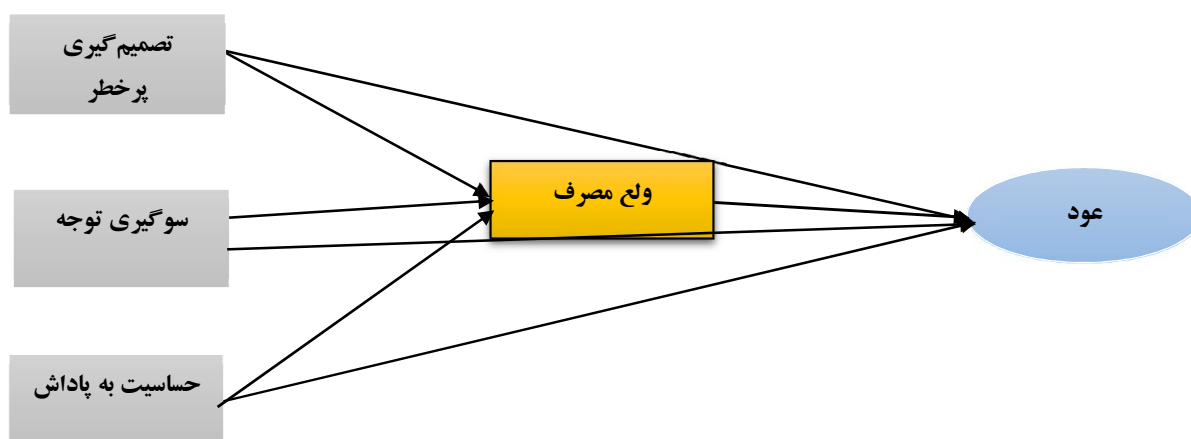 تصمیم‌گیری
پرخطر
سوگیری توجه
حساسیت به پاداش
ولع مصرف
عود